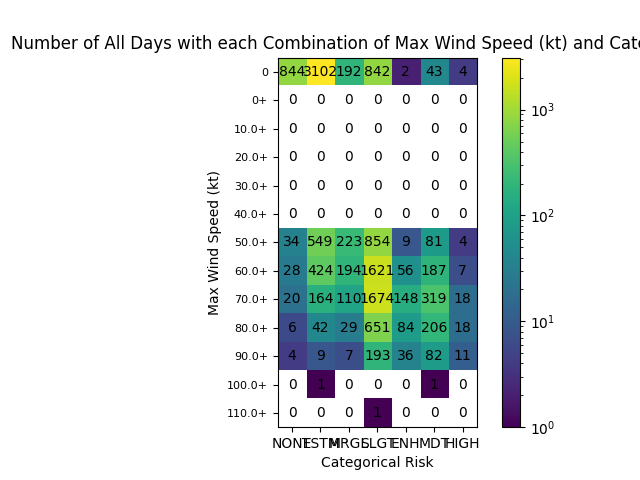 Number of All Days with each Combination of Max Wind Speed (kt) and Cate
0 844 3102 192 842 2 43 4
0+ 0 0 0 0 0 0 0
10.0+ 0 0 0 0 0 0 0
20.0+ 0 0 0 0 0 0 0
30.0+ 0 0 0 0 0 0 0
40.0+ 0 0 0 0 0 0 0
50.0+ 34 549 223 854 9 81 4
60.0+ 28 424 194 1621 56 187 7
70.0+ 20 164 110 1674 148 319 18
80.0+ 6 42 29 651 84 206 18
90.0+ 4 9 7 193 36 82 11
100.0+ 0 1 0 0 0 1 0
110.0+ 0 0 0 1 0 0 0
NONE TSTM MRGL SLGT ENH MDT HIGH
Categorical Risk
Max Wind Speed (kt)
10³
10²
10¹
10⁰